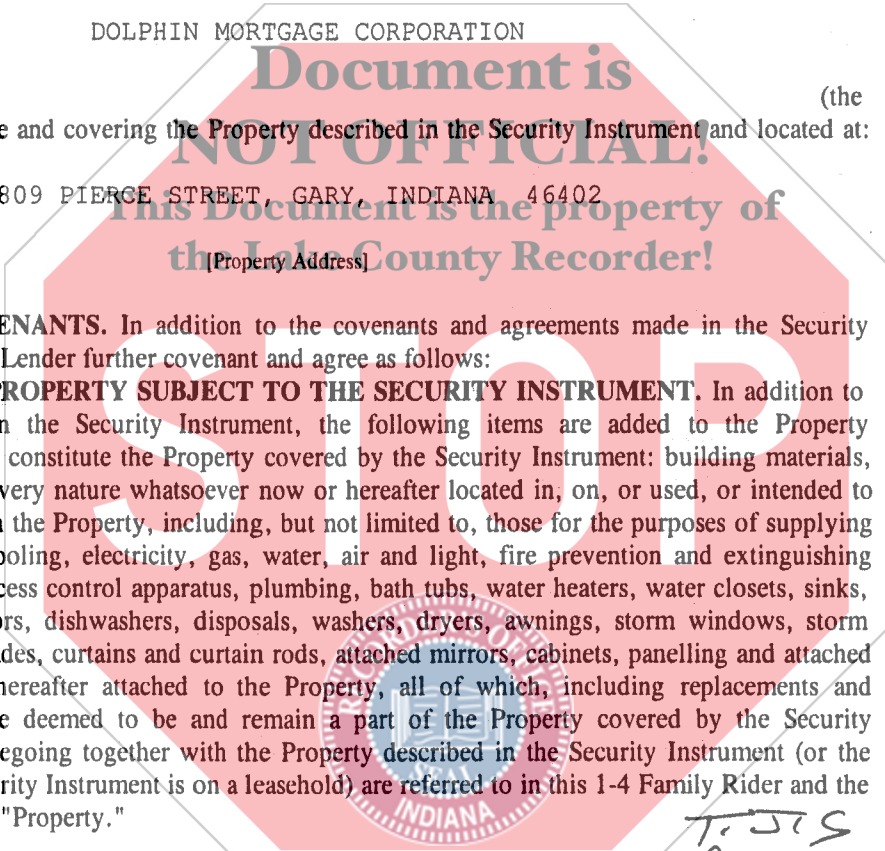 DOLPHIN MORTGAGE CORPORATION
Document is
(the
e and covering the Property described in the Security Instrument and located at:
NOT OFFICIAL!
809 PIERCE STREET, GARY, INDIANA 46402
This Document is the property of
the Lake County Recorder!
[Property Address]
ENANTS. In addition to the covenants and agreements made in the Security
Lender further covenant and agree as follows:
STOP
ROPERTY SUBJECT TO THE SECURITY INSTRUMENT. In addition to
n the Security Instrument, the following items are added to the Property
constitute the Property covered by the Security Instrument: building materials,
very nature whatsoever now or hereafter located in, on, or used, or intended to
the Property, including, but not limited to, those for the purposes of supplying
ooling, electricity, gas, water, air and light, fire prevention and extinguishing
cess control apparatus, plumbing, bath tubs, water heaters, water closets, sinks,
ors, dishwashers, disposals, washers, dryers, awnings, storm windows, storm
des, curtains and curtain rods, attached mirrors, cabinets, panelling and attached
hereafter attached to the Property, all of which, including replacements and
e deemed to be and remain a part of the Property covered by the Security
egoing together with the Property described in the Security Instrument (or the
rity Instrument is on a leasehold) are referred to in this 1-4 Family Rider and the
"Property."
SEAL
INDIANA